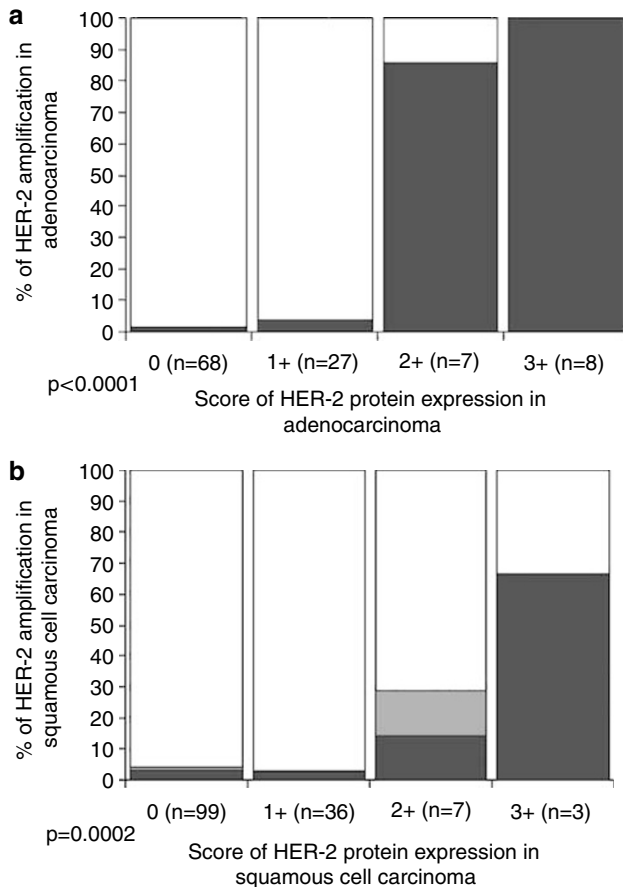 a
% of HER-2 amplification in
adenocarcinoma
100
90
80
70
60
50
40
30
20
10
0
0 (n=68) 1+ (n=27) 2+ (n=7) 3+ (n=8)
p<0.0001
Score of HER-2 protein expression in
adenocarcinoma
b
% of HER-2 amplification in
squamous cell carcinoma
100
90
80
70
60
50
40
30
20
10
0
0 (n=99) 1+ (n=36) 2+ (n=7) 3+ (n=3)
p=0.0002
Score of HER-2 protein expression in
squamous cell carcinoma